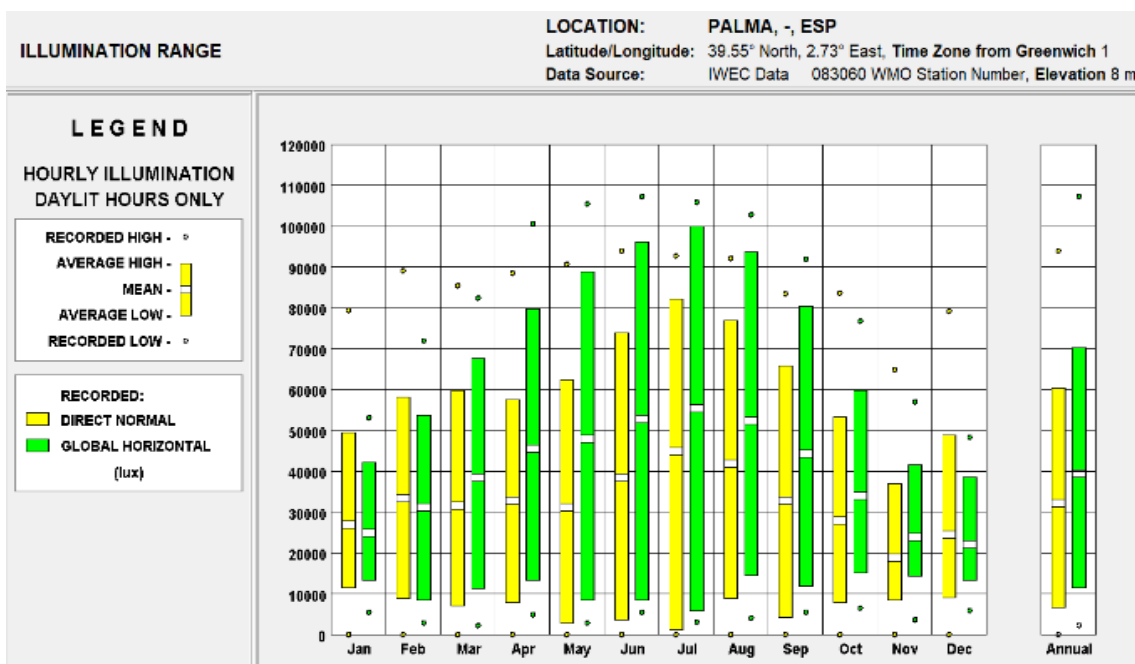 ILLUMINATION RANGE
LOCATION: PALMA, -, ESP
Latitude/Longitude: 39.55° North, 2.73° East, Time Zone from Greenwich 1
Data Source: IWEC Data 083060 WMO Station Number, Elevation 8 m
LEGEND
HOURLY ILLUMINATION
DAYLIT HOURS ONLY
RECORDED HIGH -
AVERAGE HIGH -
MEAN -
AVERAGE LOW -
RECORDED LOW -
RECORDED:
DIRECT NORMAL
GLOBAL HORIZONTAL
(lux)
120000
110000
100000
90000
80000
70000
60000
50000
40000
30000
20000
10000
0
Jan Feb Mar Apr May Jun Jul Aug Sep Oct Nov Dec Annual